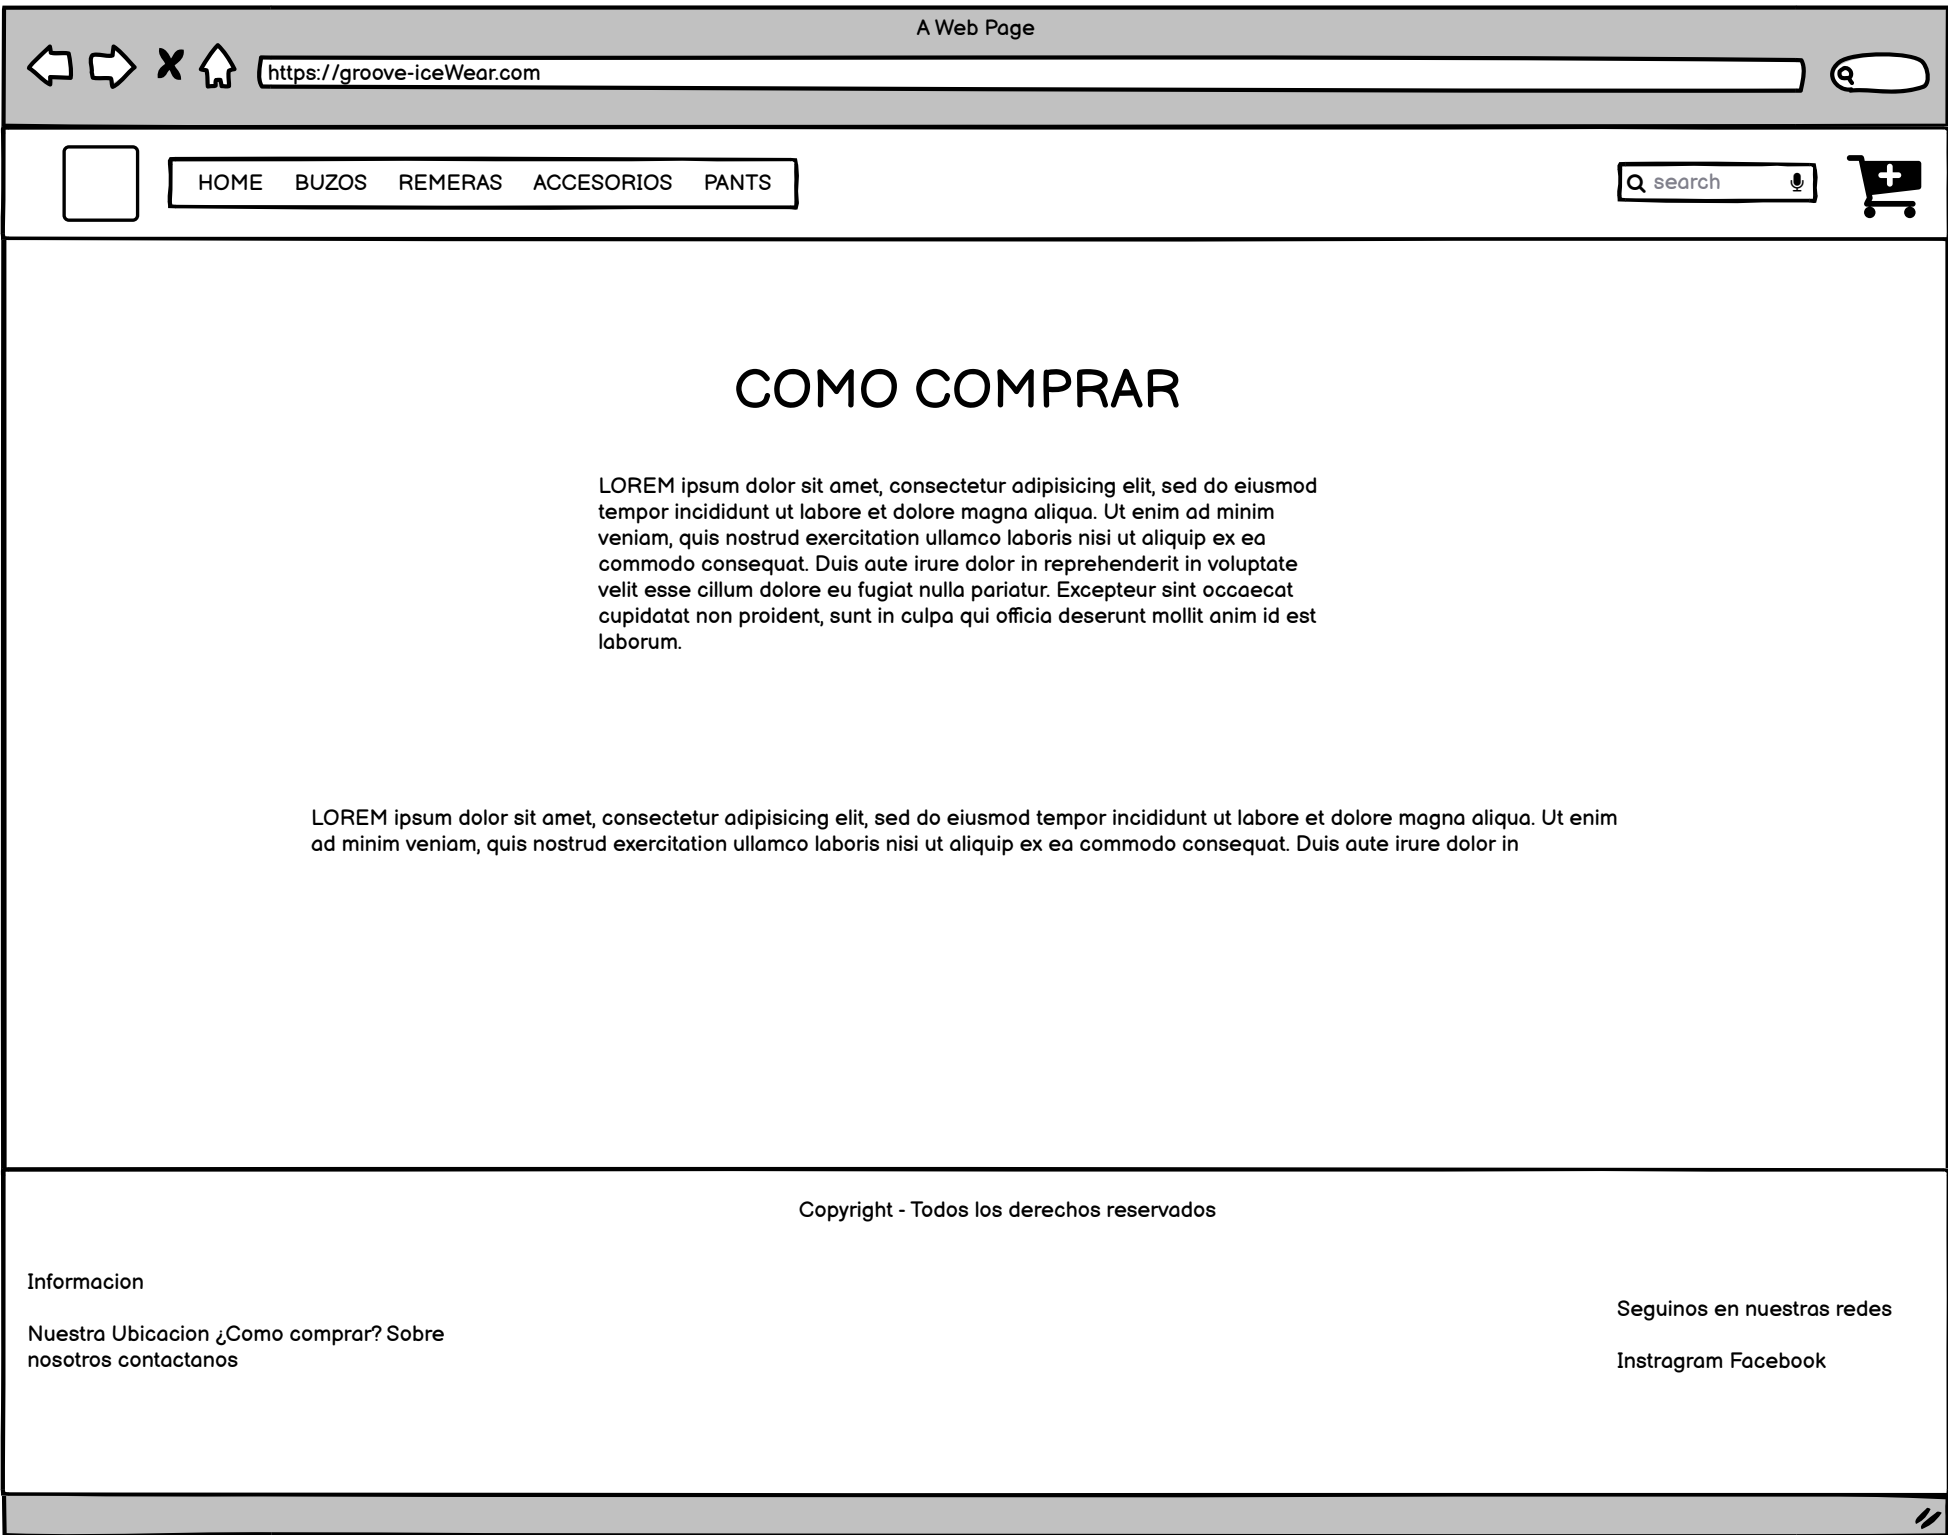 A Web Page
https://groove-iceWear.com
HOME BUZOS REMERAS ACCESORIOS PANTS
search
COMO COMPRAR
LOREM ipsum dolor sit amet, consectetur adipisicing elit, sed do eiusmod
tempor incididunt ut labore et dolore magna aliqua. Ut enim ad minim
veniam, quis nostrud exercitation ullamco laboris nisi ut aliquip ex ea
commodo consequat. Duis aute irure dolor in reprehenderit in voluptate
velit esse cillum dolore eu fugiat nulla pariatur. Excepteur sint occaecat
cupidatat non proident, sunt in culpa qui officia deserunt mollit anim id est
laborum.
LOREM ipsum dolor sit amet, consectetur adipisicing elit, sed do eiusmod tempor incididunt ut labore et dolore magna aliqua. Ut enim
ad minim veniam, quis nostrud exercitation ullamco laboris nisi ut aliquip ex ea commodo consequat. Duis aute irure dolor in
Copyright - Todos los derechos reservados
Informacion
Nuestra Ubicacion ¿Como comprar? Sobre
nosotros contactanos
Seguinos en nuestras redes
Instragram Facebook